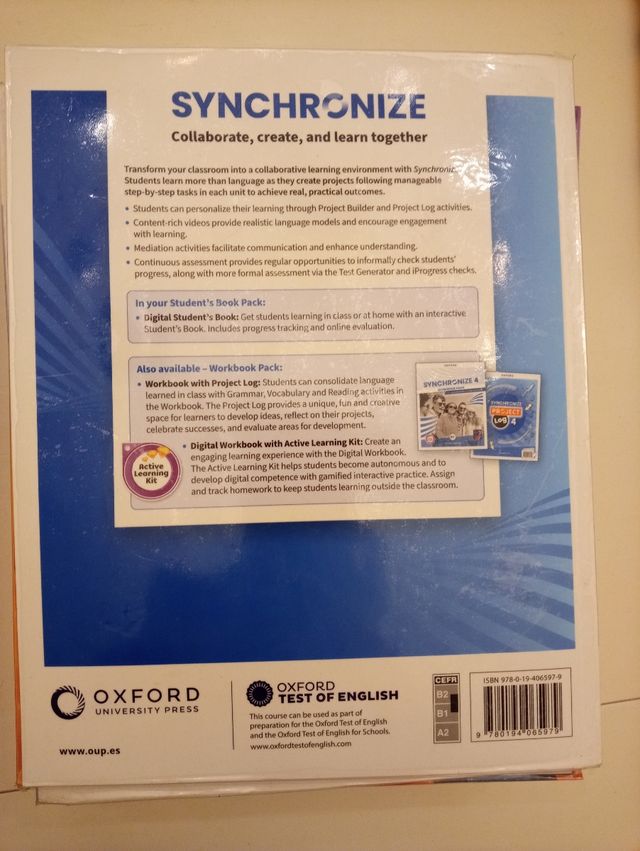 SYNCHRONIZE
Collaborate, create, and learn together
Transform your classroom into a collaborative learning environment with
Students learn more than language as they create projects following manageable
step-by-step tasks in each unit to achieve real, practical outcomes.
• Students can personalize their learning through Project Builder and Project Log activities.
• Content-rich videos provide realistic language models and encourage engagement
with learning.
• Mediation activities facilitate communication and enhance understanding.
• Continuous assessment provides regular opportunities to informally check students'
progress, along with more formal assessment via the Test Generator and iProgress checks.
In your Student's Book Pack:
• Digital Student's Book: Get students learning in class or at home with an interactive
Student's Book. Includes progress tracking and online evaluation.
Also available – Workbook Pack:
• Workbook with Project Log: Students can consolidate language
learned in class with Grammar, Vocabulary and Reading activities in
the Workbook. The Project Log provides a unique, fun and creative
space for learners to develop ideas, reflect on their projects,
celebrate successes, and evaluate areas for development.
SYNCHRONIZE 4
SYNCHRONIZE
PROJECT
LOG 4
Active
Learning
Kit
• Digital Workbook with Active Learning Kit: Create an
engaging learning experience with the Digital Workbook.
The Active Learning Kit helps students become autonomous and to
develop digital competence with gamified interactive practice. Assign
and track homework to keep students learning outside the classroom.
OXFORD
UNIVERSITY PRESS
www.oup.es
OXFORD
TEST OF ENGLISH
This course can be used as part of
preparation for the Oxford Test of English
and the Oxford Test of English for Schools.
www.oxfordtestofenglish.com
CEFR
B2
B1
A2
ISBN 978-0-19-406597-9
9 780194 065979